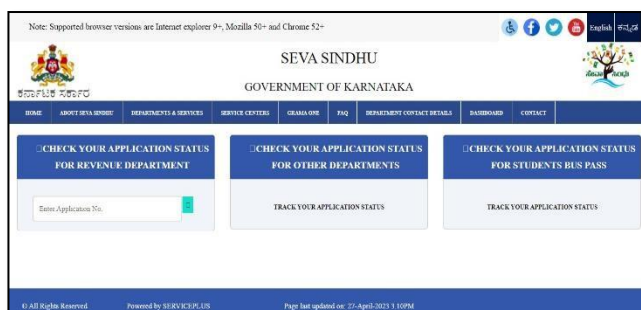 Note: Supported browser versions are Internet explorer 9+, Mozilla 50+ and Chrome 52+
English ಕನ್ನಡ
SEVA SINDHU
GOVERNMENT OF KARNATAKA
ಕರ್ನಾಟಕ ಸರ್ಕಾರ
ಸೇವಾ ಸಿಂಧು
HOME ABOUT SEVA SINDHU DEPARTMENTS & SERVICES SERVICE CENTERS GRAMA ONE FAQ DEPARTMENT CONTACT DETAILS DASHBOARD CONTACT
CHECK YOUR APPLICATION STATUS
FOR REVENUE DEPARTMENT
Enter Application No.
CHECK YOUR APPLICATION STATUS
FOR OTHER DEPARTMENTS
TRACK YOUR APPLICATION STATUS
CHECK YOUR APPLICATION STATUS
FOR STUDENTS BUS PASS
TRACK YOUR APPLICATION STATUS
© All Rights Reserved Powered by SERVICEPLUS Page last updated on: 27-April-2023 3.10PM